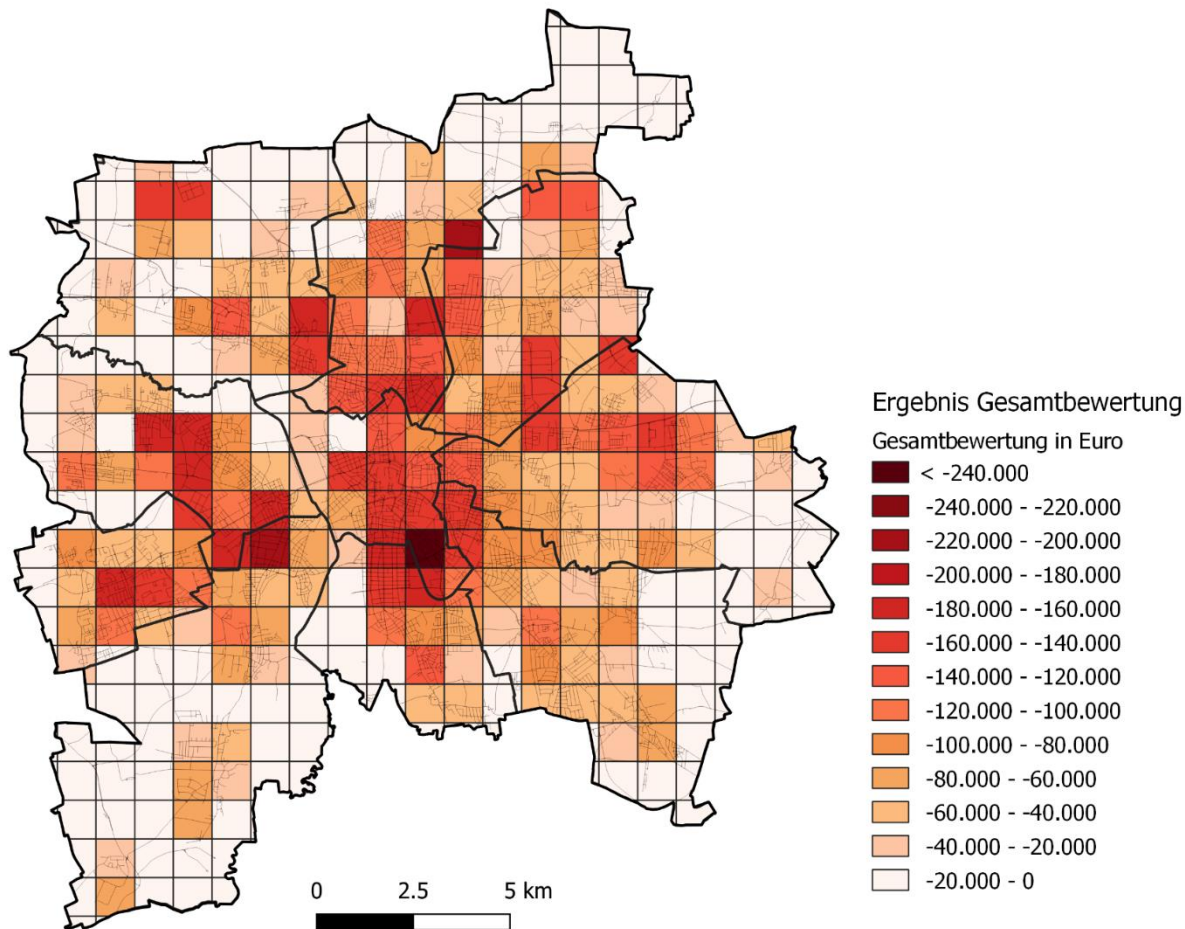 Ergebnis Gesamtbewertung
Gesamtbewertung in Euro
< -240.000
-240.000 - -220.000
-220.000 - -200.000
-200.000 - -180.000
-180.000 - -160.000
-160.000 - -140.000
-140.000 - -120.000
-120.000 - -100.000
-100.000 - -80.000
-80.000 - -60.000
-60.000 - -40.000
-40.000 - -20.000
-20.000 - 0
0 2.5 5 km